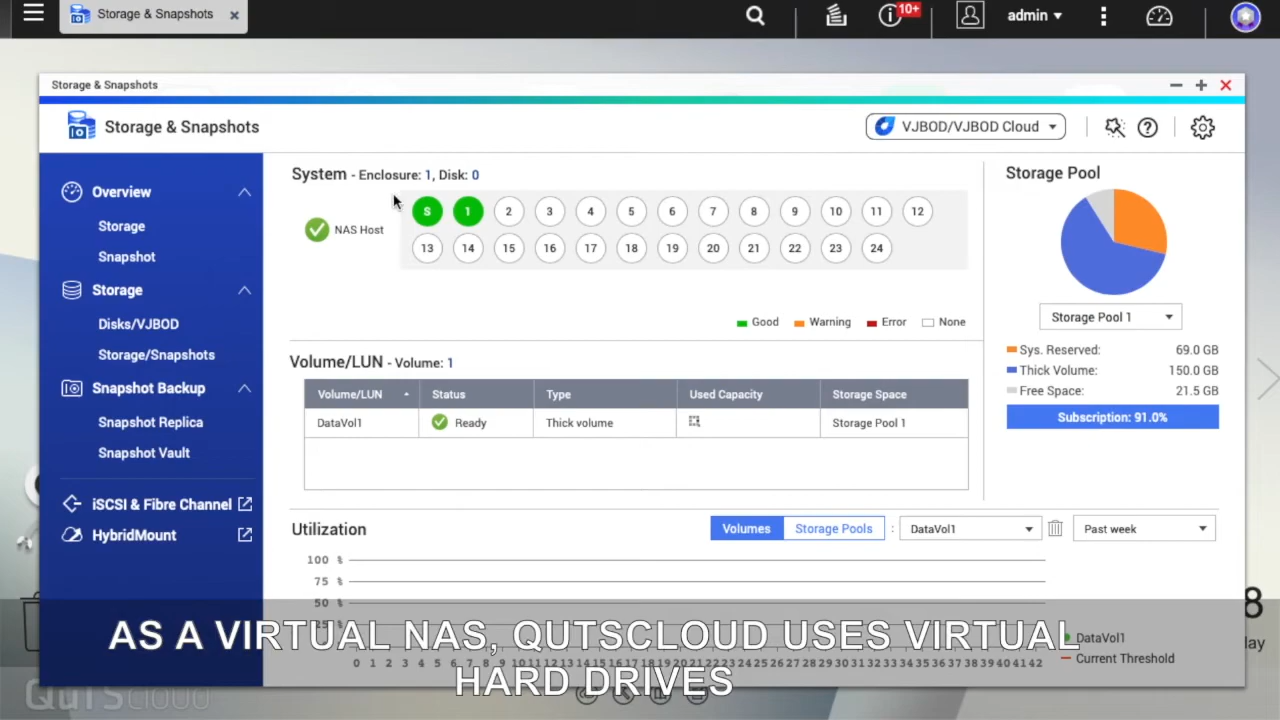 Storage & Snapshots
10+
admin
Storage & Snapshots
Storage & Snapshots
VJBOD/VJBOD Cloud
Overview
Storage
Snapshot
Storage
Disks/VJBOD
Storage/Snapshots
Snapshot Backup
Snapshot Replica
Snapshot Vault
iSCSI & Fibre Channel
HybridMount
System - Enclosure: 1, Disk: 0
NAS Host
S 1 2 3 4 5 6 7 8 9 10 11 12
13 14 15 16 17 18 19 20 21 22 23 24
Good Warning Error None
Storage Pool
Storage Pool 1
Sys. Reserved: 69.0 GB
Thick Volume: 150.0 GB
Free Space: 21.5 GB
Subscription: 91.0%
Volume/LUN - Volume: 1
Volume/LUN Status Type Used Capacity Storage Space
DataVol1 Ready Thick volume Storage Pool 1
Utilization
Volumes Storage Pools : DataVol1 Past week
100 %
75 %
50 %
DataVol1
Current Threshold
8
AS A VIRTUAL NAS, QUTSCLOUD USES VIRTUAL
HARD DRIVES
QuTScloud